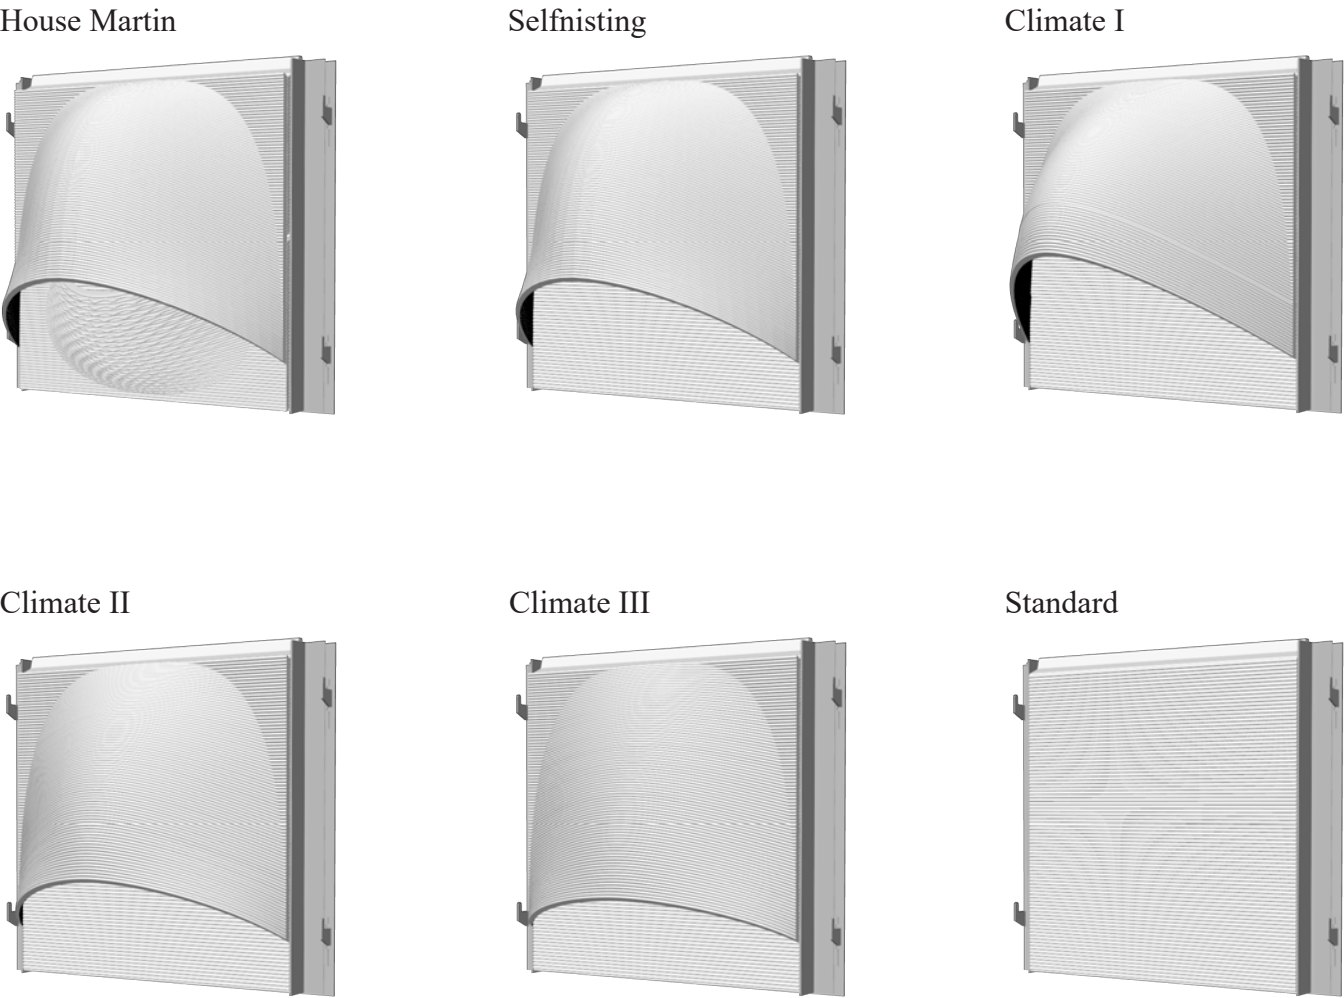 House Martin
Selfnisting
Climate I
Climate II
Climate III
Standard